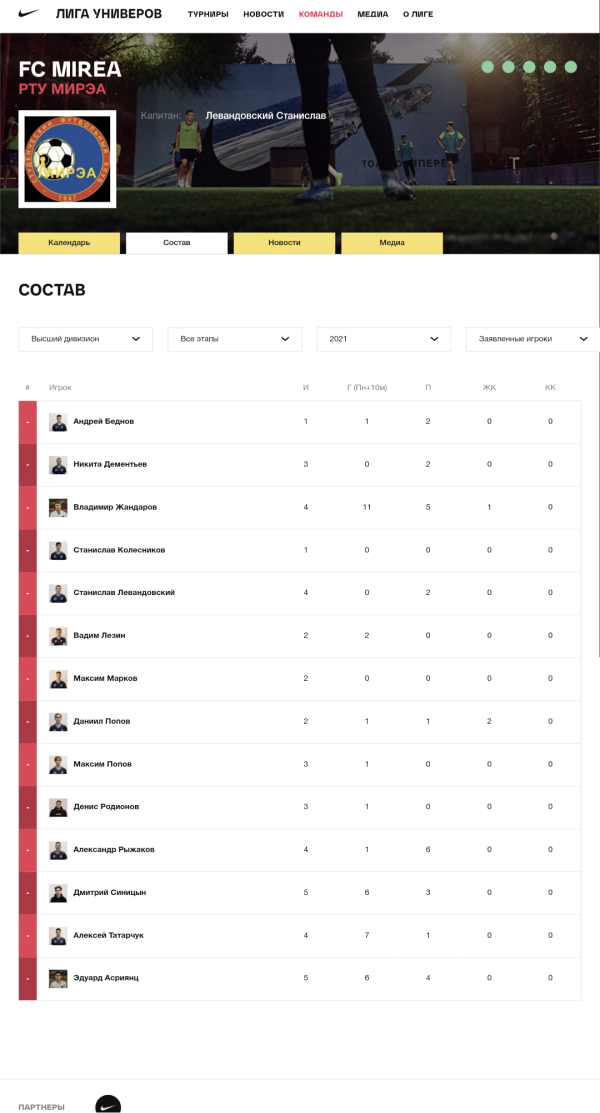 ЛИГА УНИВЕРОВ ТУРНИРЫ НОВОСТИ КОМАНДЫ МЕДИА О ЛИГЕ
FC MIREA
РТУ МИРЭА
Капитан: Левандовский Станислав
МИРЭА
1947
Календарь Состав Новости Медиа
СОСТАВ
Высший дивизион Все этапы 2021 Заявленные игроки
# Игрок И Г (Пн+10м) П ЖК КК
- Андрей Беднов 1 1 2 0 0
- Никита Дементьев 3 0 2 0 0
- Владимир Жандаров 4 11 5 1 0
- Станислав Колесников 1 0 0 0 0
- Станислав Левандовский 4 0 2 0 0
- Вадим Лезин 2 2 0 0 0
- Максим Марков 2 0 0 0 0
- Даниил Попов 2 1 1 2 0
- Максим Попов 3 1 0 0 0
- Денис Родионов 3 1 0 0 0
- Александр Рыжаков 4 1 6 0 0
- Дмитрий Синицын 5 6 3 0 0
- Алексей Татарчук 4 7 1 0 0
- Эдуард Асриянц 5 6 4 0 0
ПАРТНЕРЫ